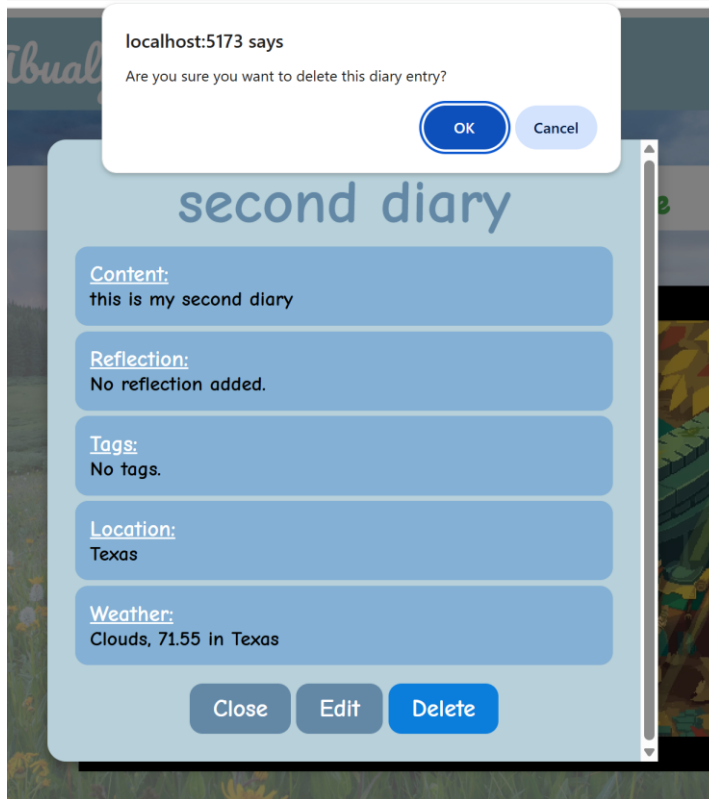 localhost:5173 says
Are you sure you want to delete this diary entry?
OK Cancel
second diary
Content:
this is my second diary
Reflection:
No reflection added.
Tags:
No tags.
Location:
Texas
Weather:
Clouds, 71.55 in Texas
Close Edit Delete